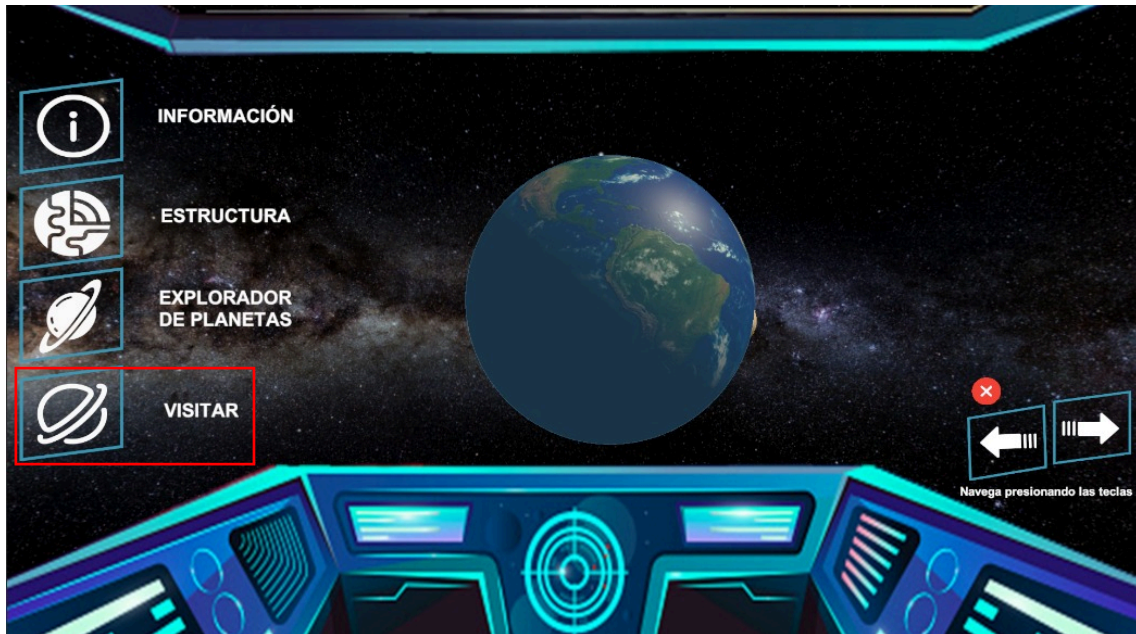 INFORMACIÓN
ESTRUCTURA
EXPLORADOR
DE PLANETAS
VISITAR
Navega presionando las teclas